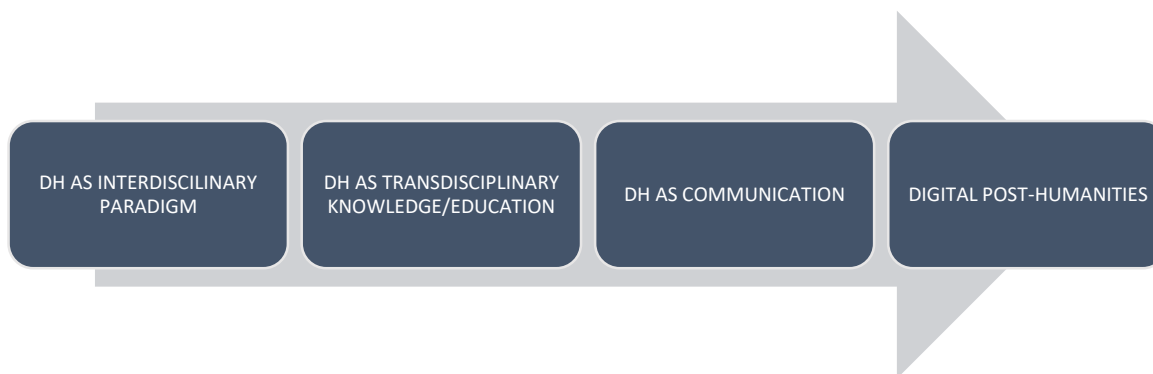 DH AS INTERDISCILINARY
PARADIGM
DH AS TRANSDISCIPLINARY
KNOWLEDGE/EDUCATION
DH AS COMMUNICATION
DIGITAL POST-HUMANITIES